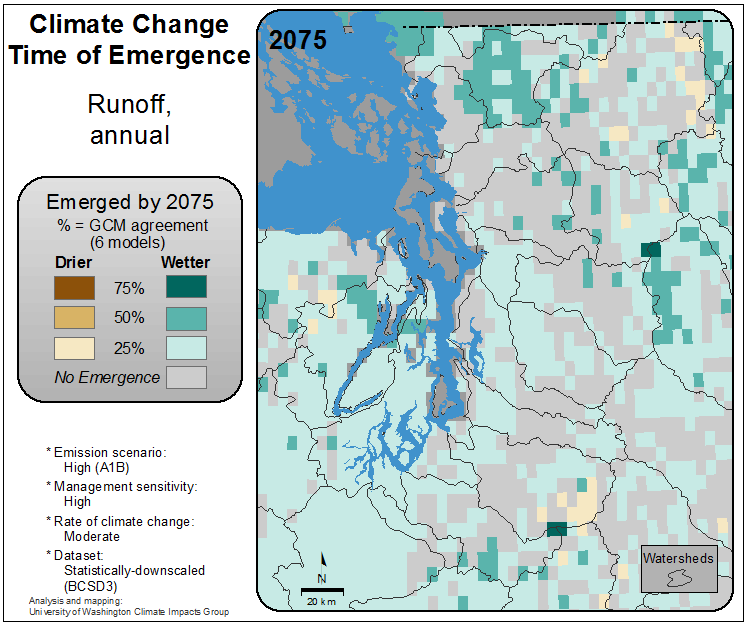 Climate Change
Time of Emergence
Runoff,
annual
Emerged by 2075
% = GCM agreement
(6 models)
Drier Wetter
75%
50%
25%
No Emergence
* Emission scenario:
High (A1B)
* Management sensitivity:
High
* Rate of climate change:
Moderate
* Dataset:
Statistically-downscaled
(BCSD3)
Analysis and mapping:
University of Washington Climate Impacts Group
2075
N
20 km
Watersheds